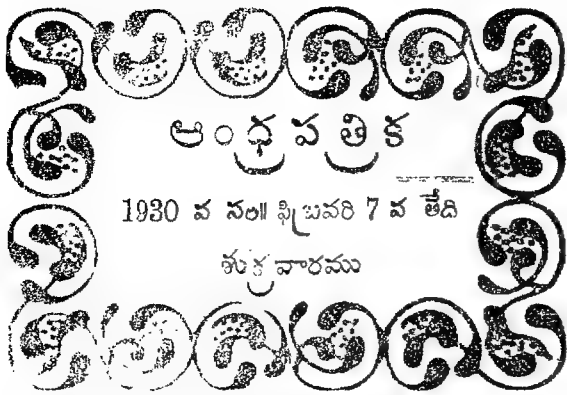 ఆంధ్రపత్రిక
1930 వ సం॥ ఫిబ్రవరి 7 వ తేది
శుక్రవారము